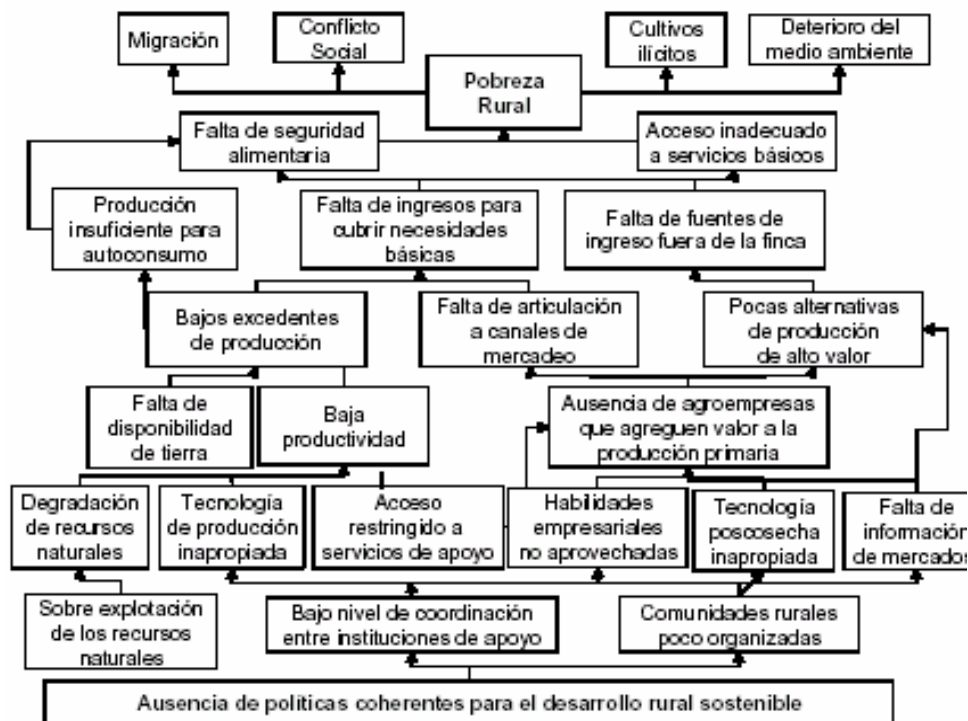 Migración
Conflicto
Social
Cultivos
ilícitos
Deterioro del
medio ambiente
Pobreza
Rural
Falta de seguridad
alimentaria
Acceso inadecuado
a servicios básicos
Producción
insuficiente para
autoconsumo
Falta de ingresos para
cubrir necesidades
básicas
Falta de fuentes de
ingreso fuera de la finca
Bajos excedentes
de producción
Falta de articulación
a canales de
mercadeo
Pocas alternativas
de producción
de alto valor
Falta de
disponibilidad
de tierra
Baja
productividad
Ausencia de agroempresas
que agreguen valor a la
producción primaria
Degradación
de recursos
naturales
Tecnología
de producción
inapropiada
Acceso
restringido a
servicios de apoyo
Habilidades
empresariales
no aprovechadas
Tecnología
poscosecha
inapropiada
Falta de
información
de mercados
Sobre explotación
de los recursos
naturales
Bajo nivel de coordinación
entre instituciones de apoyo
Comunidades rurales
poco organizadas
Ausencia de políticas coherentes para el desarrollo rural sostenible